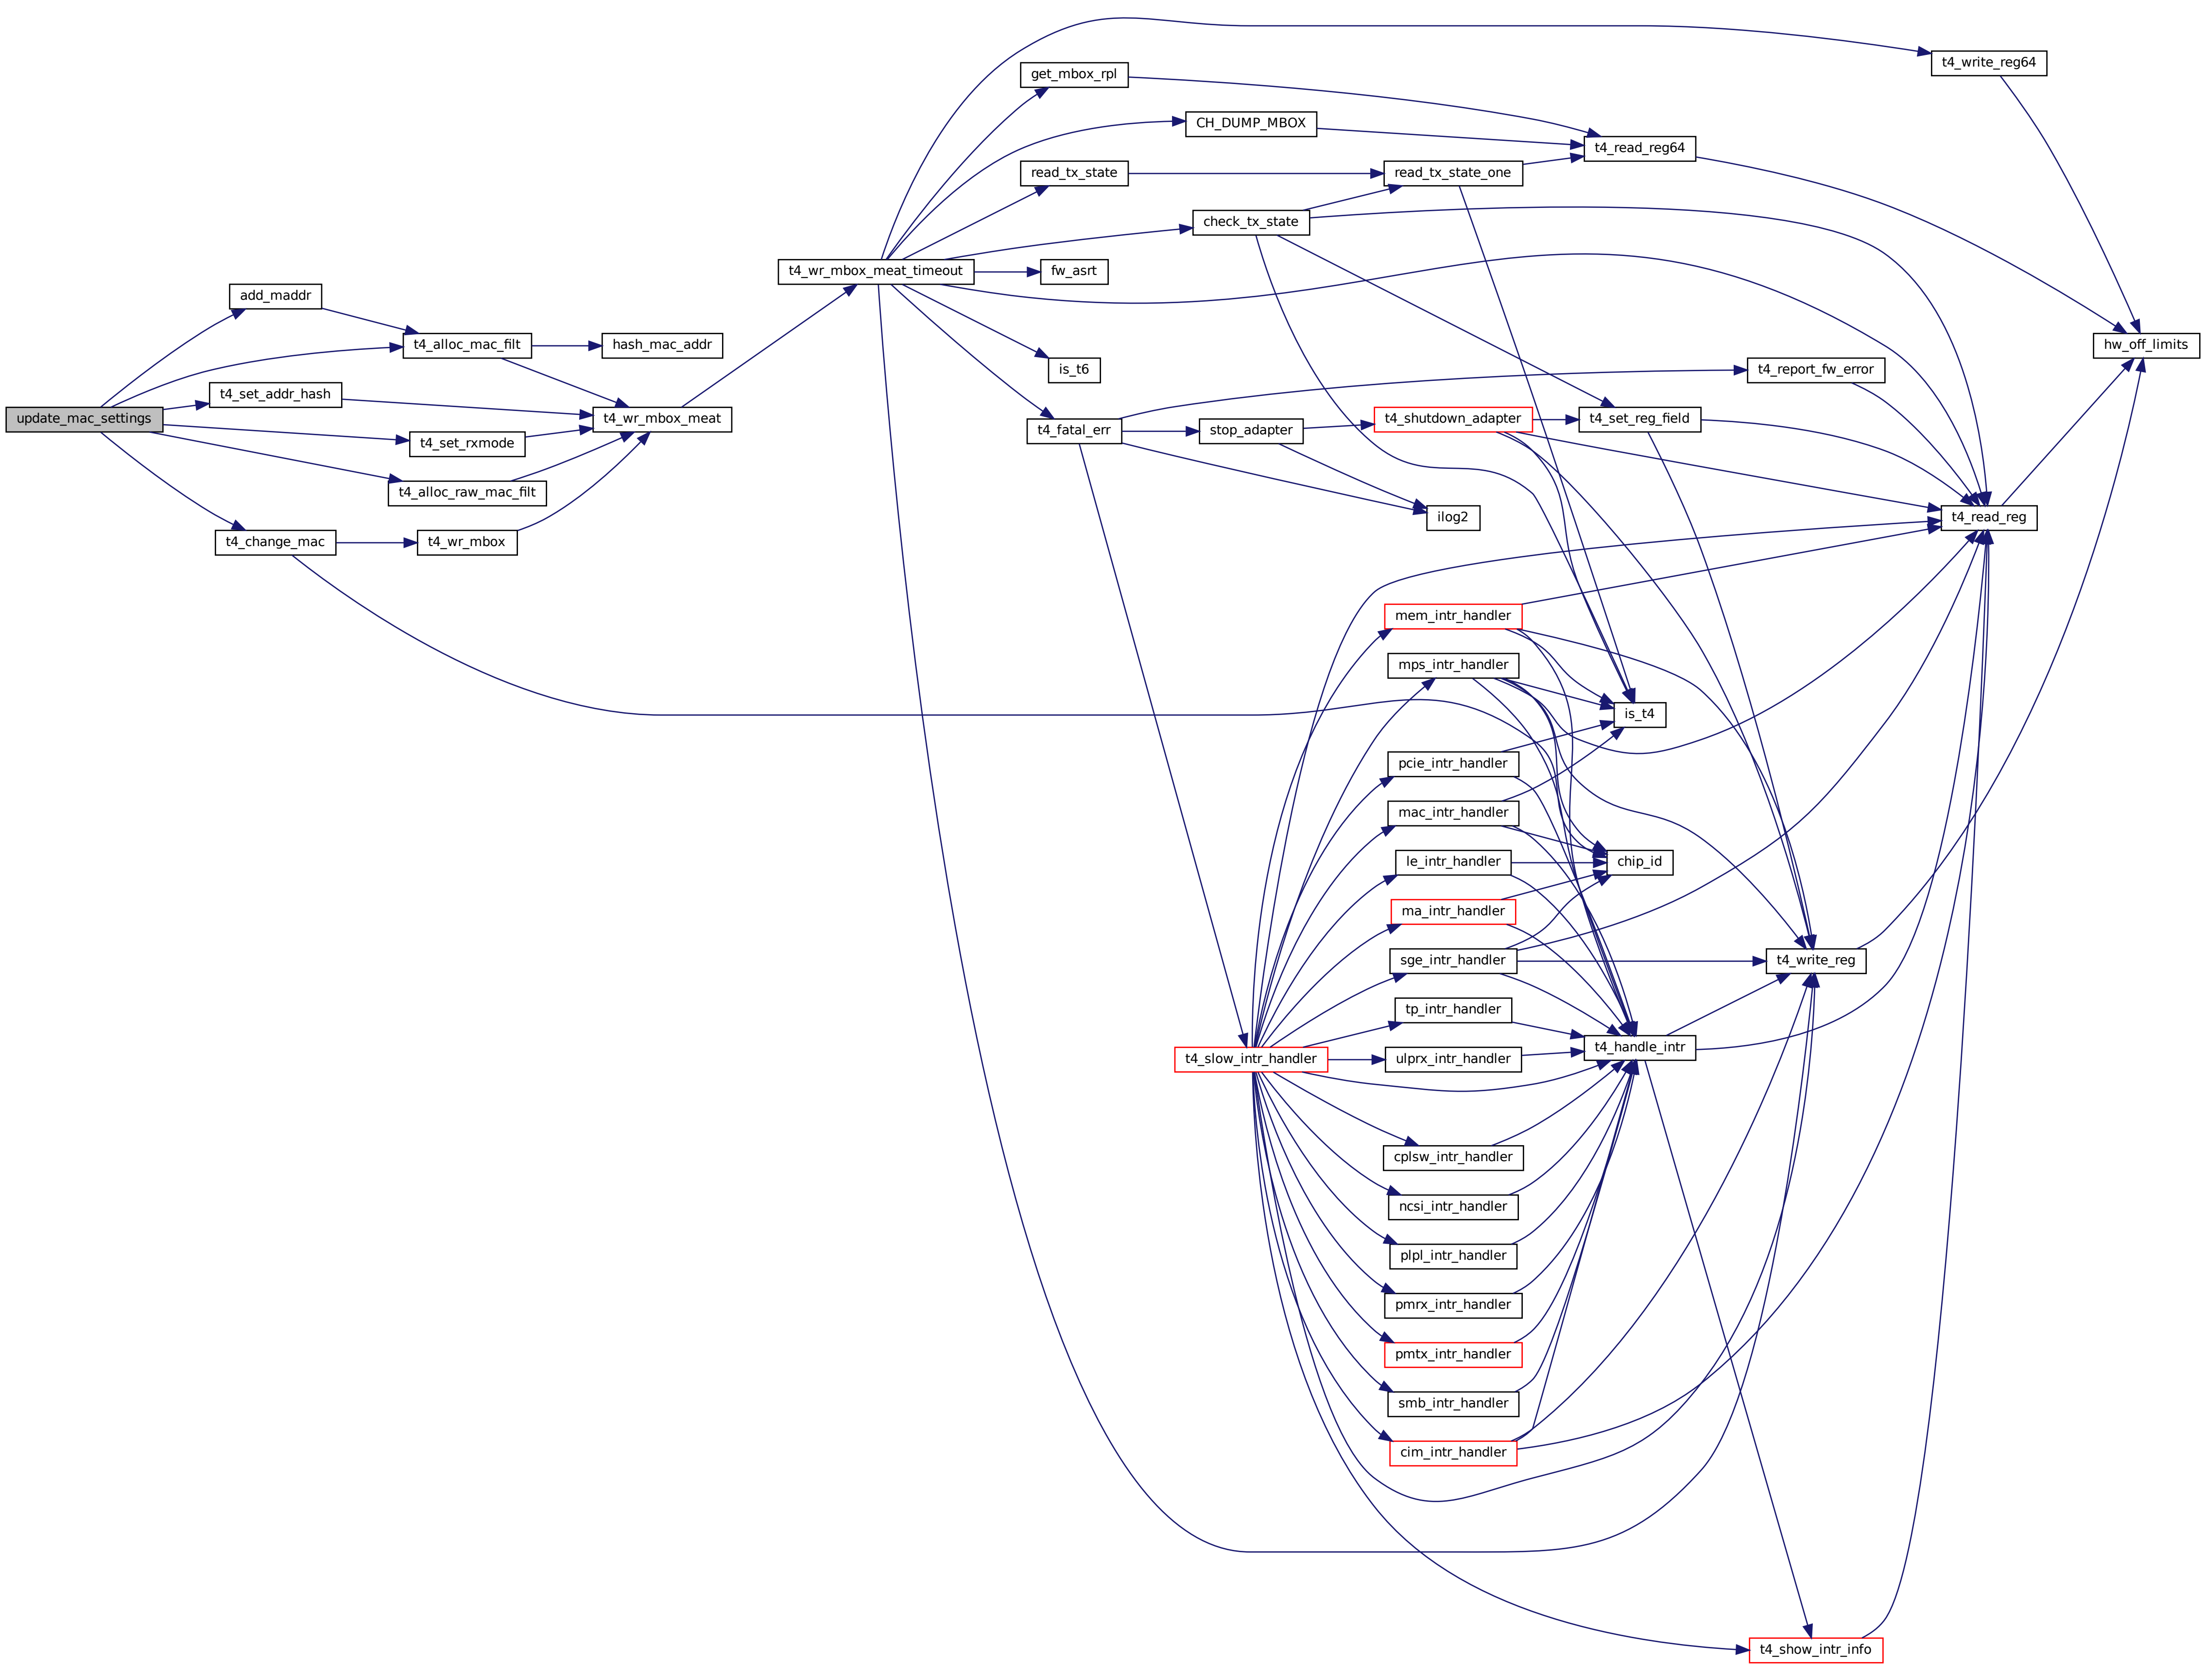 update_mac_settings
add_maddr
t4_alloc_mac_filt
hash_mac_addr
t4_set_addr_hash
t4_set_rxmode
t4_alloc_raw_mac_filt
t4_change_mac
t4_wr_mbox
t4_wr_mbox_meat
t4_wr_mbox_meat_timeout
get_mbox_rpl
CH_DUMP_MBOX
read_tx_state
check_tx_state
fw_asrt
is_t6
t4_fatal_err
read_tx_state_one
t4_write_reg64
t4_read_reg64
hw_off_limits
t4_report_fw_error
stop_adapter
t4_shutdown_adapter
t4_set_reg_field
ilog2
t4_read_reg
mem_intr_handler
mps_intr_handler
is_t4
pcie_intr_handler
mac_intr_handler
le_intr_handler
chip_id
ma_intr_handler
sge_intr_handler
t4_write_reg
tp_intr_handler
t4_slow_intr_handler
ulprx_intr_handler
t4_handle_intr
cplsw_intr_handler
ncsi_intr_handler
plpl_intr_handler
pmrx_intr_handler
pmtx_intr_handler
smb_intr_handler
cim_intr_handler
t4_show_intr_info